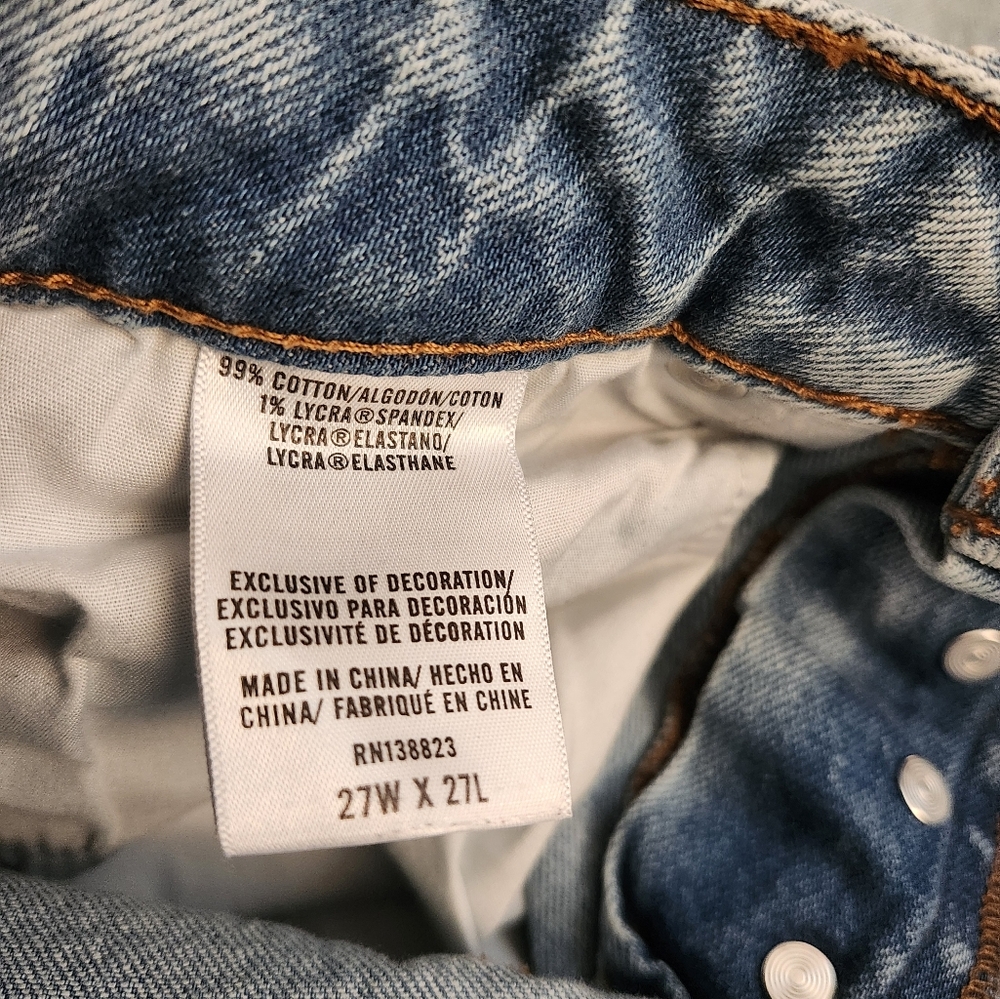 99% COTTON/ALGODÓN/COTON
1% LYCRA®SPANDEX/
LYCRA®ELASTANO/
LYCRA®ELASTHANE
EXCLUSIVE OF DECORATION/
EXCLUSIVO PARA DECORACIÓN
EXCLUSIVITÉ DE DÉCORATION
MADE IN CHINA/ HECHO EN
CHINA/ FABRIQUÉ EN CHINE
RN138823
27W X 27L